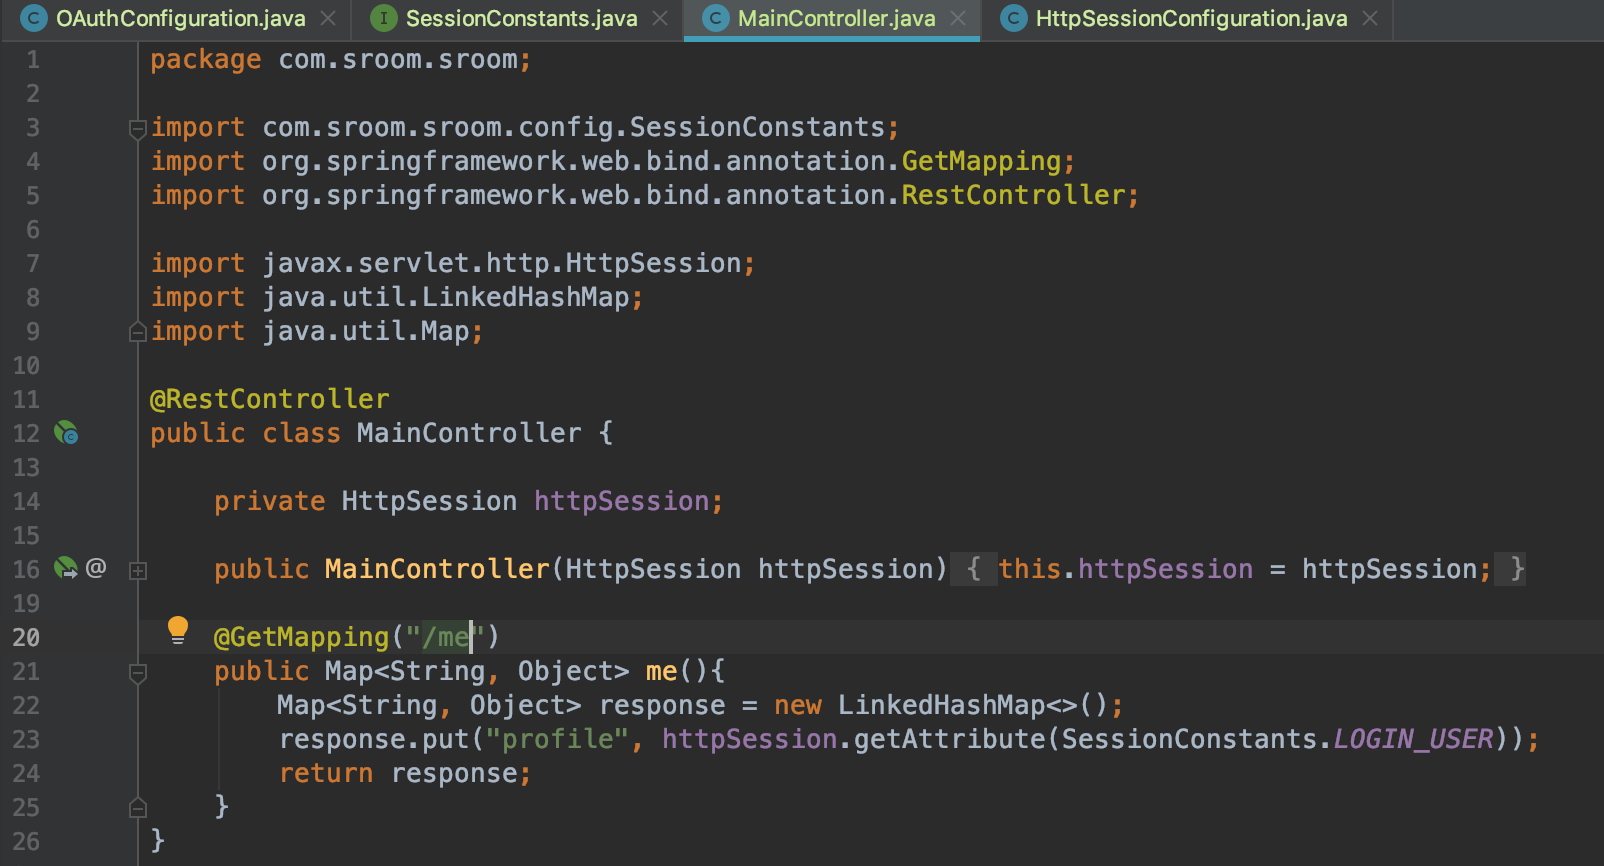 OAuthConfiguration.java SessionConstants.java MainController.java HttpSessionConfiguration.java
1 package com.sroom.sroom;
2
3 import com.sroom.sroom.config.SessionConstants;
4 import org.springframework.web.bind.annotation.GetMapping;
5 import org.springframework.web.bind.annotation.RestController;
6
7 import javax.servlet.http.HttpSession;
8 import java.util.LinkedHashMap;
9 import java.util.Map;
10
11 @RestController
12 public class MainController {
13
14 private HttpSession httpSession;
15
16 @ public MainController(HttpSession httpSession) { this.httpSession = httpSession; }
19
20 @GetMapping("/me")
21 public Map<String, Object> me(){
22 Map<String, Object> response = new LinkedHashMap<>();
23 response.put("profile", httpSession.getAttribute(SessionConstants.LOGIN_USER));
24 return response;
25 }
26 }